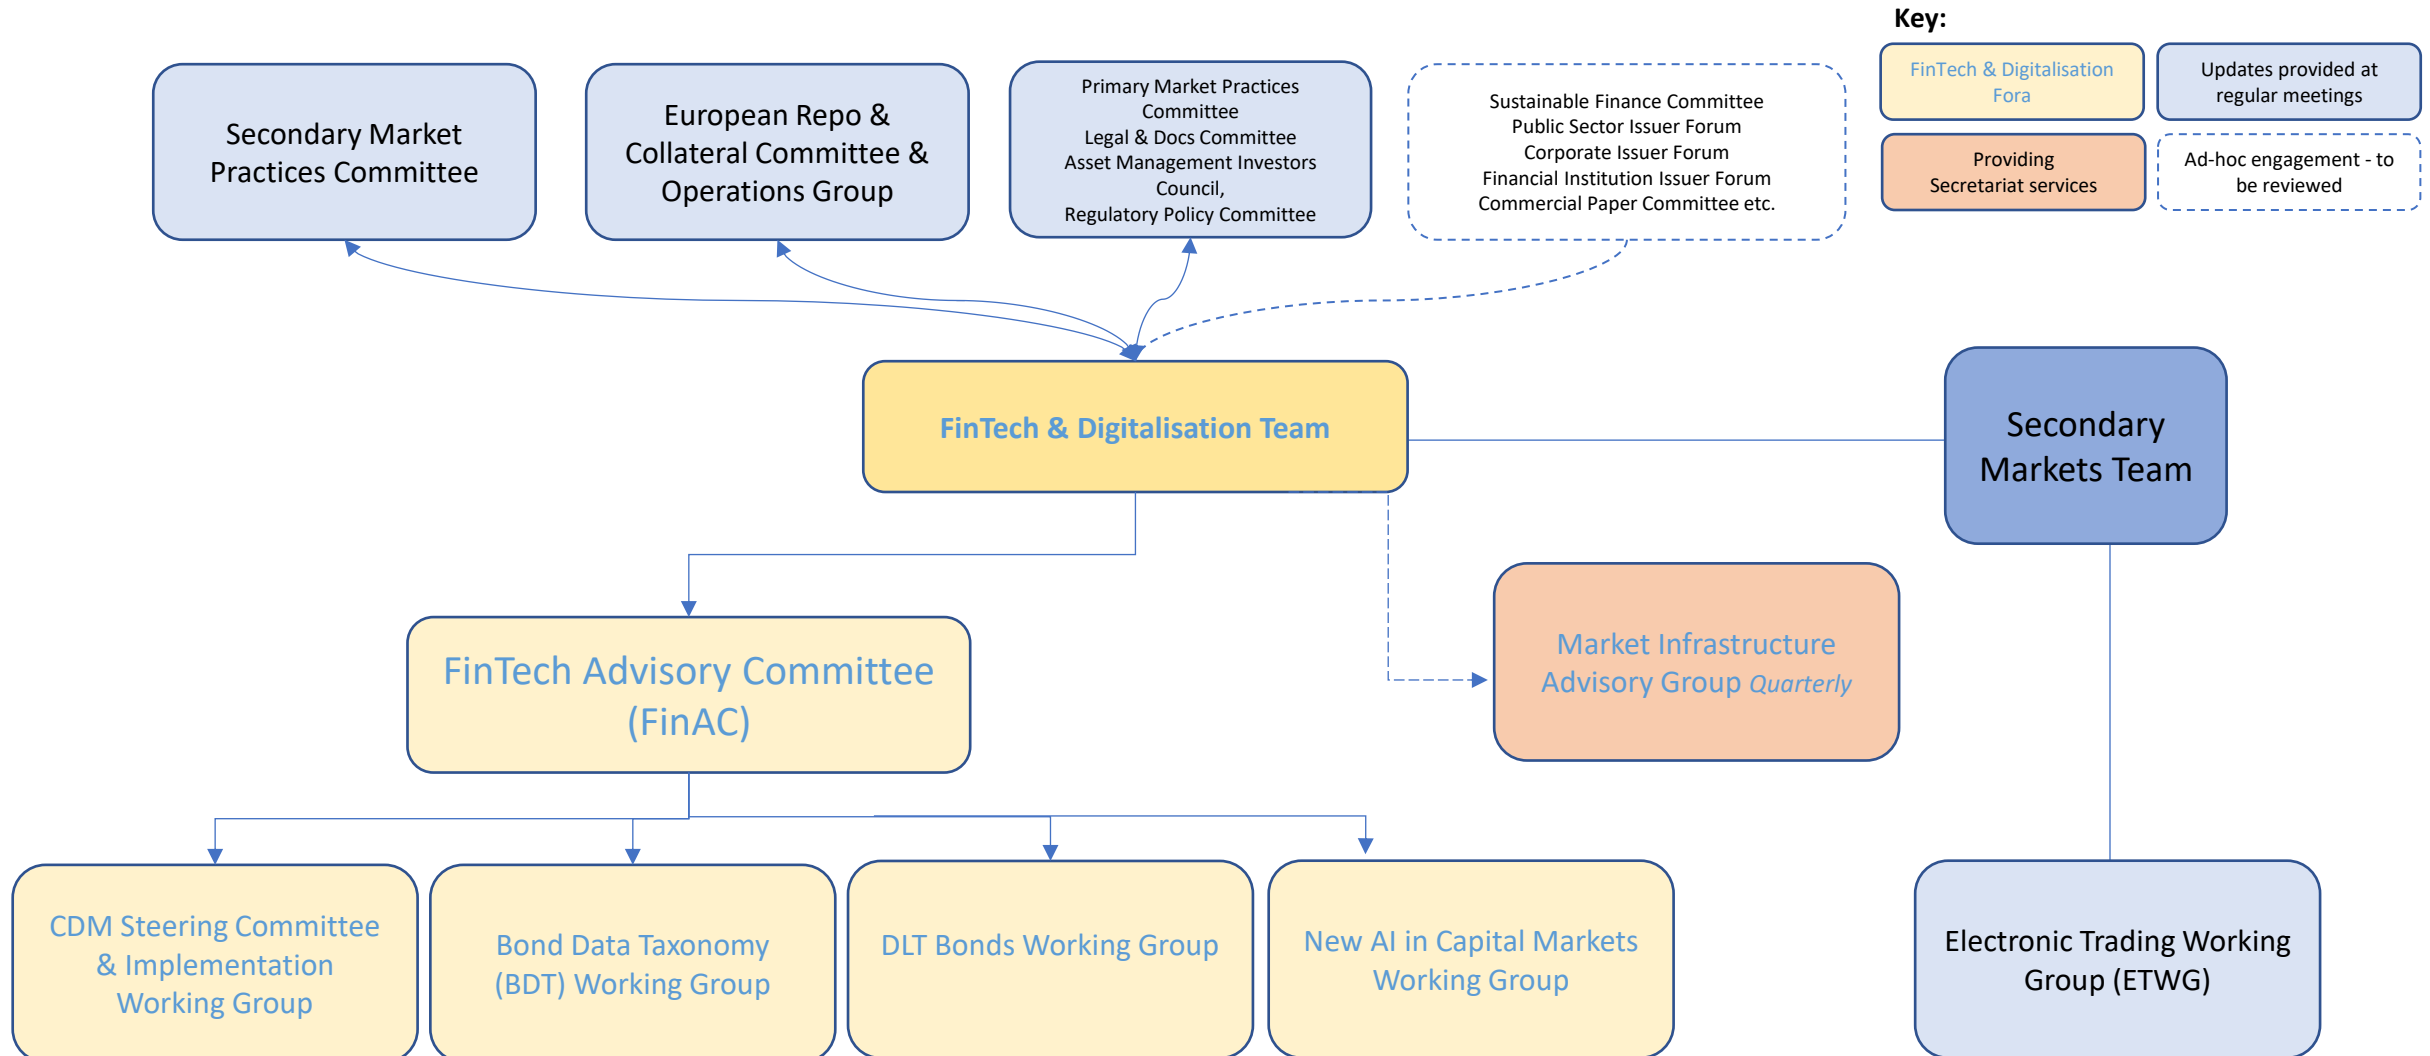 Key:
FinTech & Digitalisation
Fora
Updates provided at
regular meetings
Providing
Secretariat services
Ad-hoc engagement - to
be reviewed
Secondary Market
Practices Committee
European Repo &
Collateral Committee &
Operations Group
Primary Market Practices
Committee
Legal & Docs Committee
Asset Management Investors
Council,
Regulatory Policy Committee
Sustainable Finance Committee
Public Sector Issuer Forum
Corporate Issuer Forum
Financial Institution Issuer Forum
Commercial Paper Committee etc.
FinTech & Digitalisation Team
Secondary
Markets Team
FinTech Advisory Committee
(FinAC)
Market Infrastructure
Advisory Group Quarterly
CDM Steering Committee
& Implementation
Working Group
Bond Data Taxonomy
(BDT) Working Group
DLT Bonds Working Group
New AI in Capital Markets
Working Group
Electronic Trading Working
Group (ETWG)